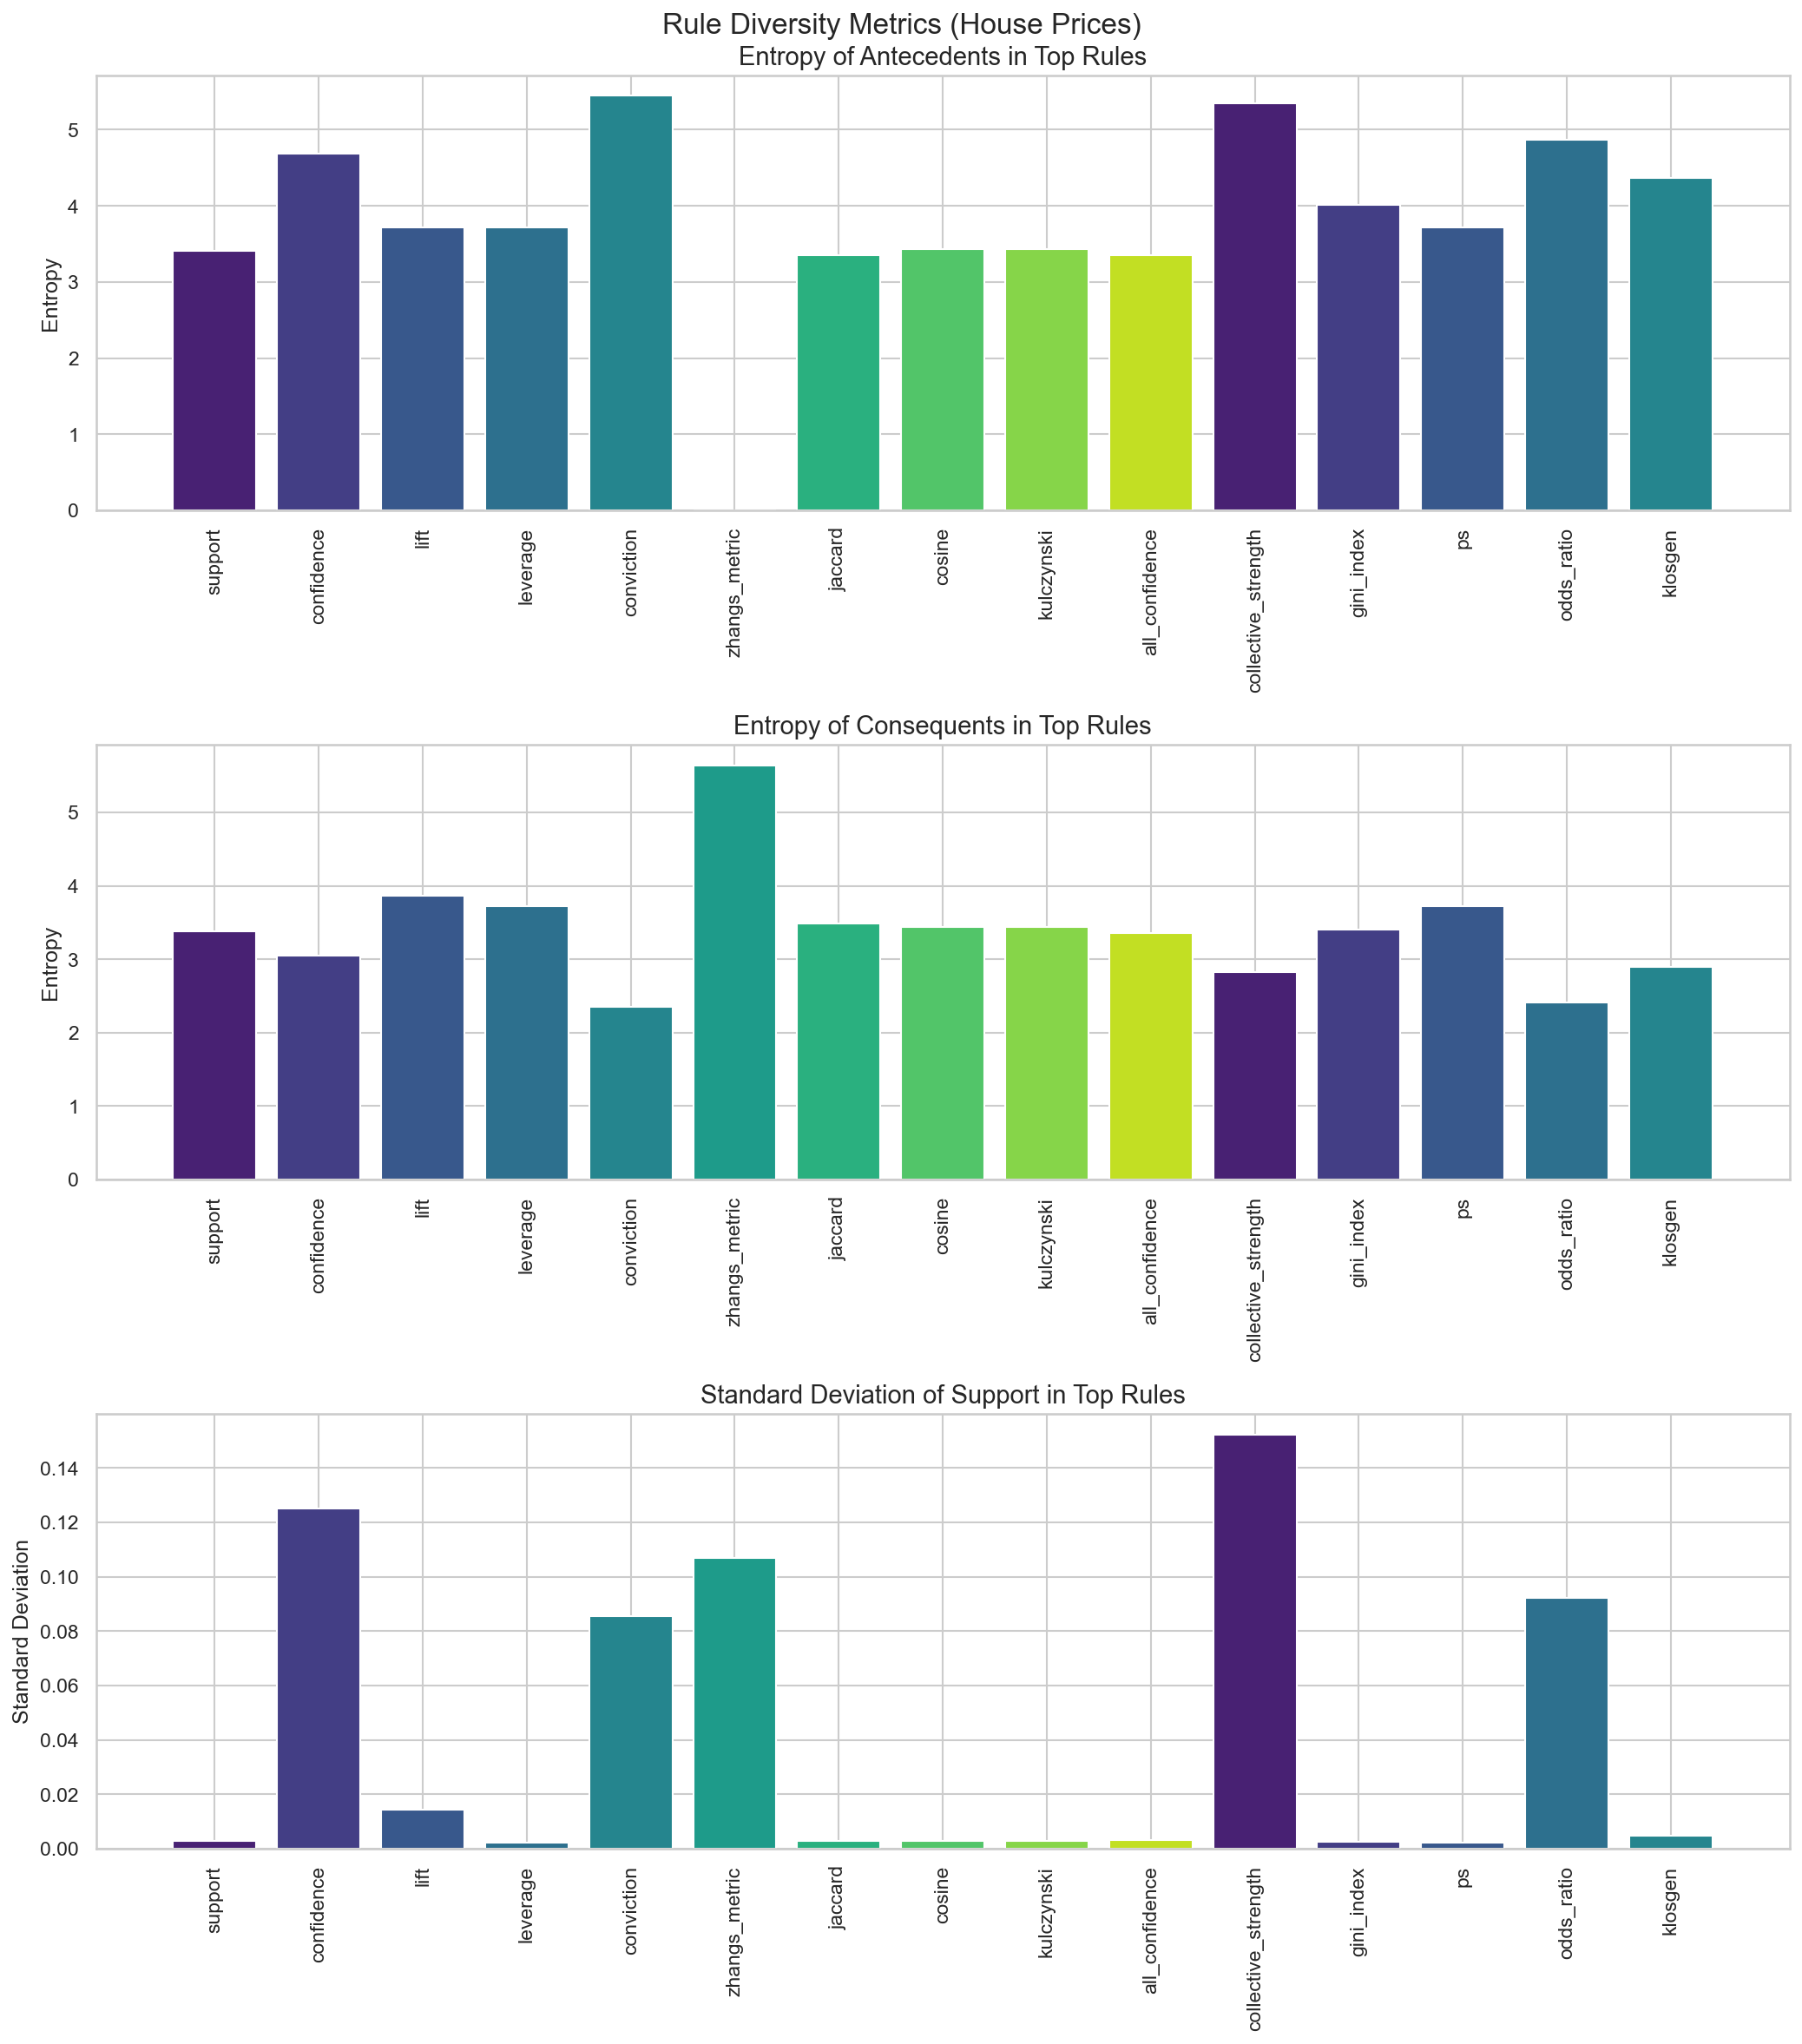 Rule Diversity Metrics (House Prices)
Entropy of Antecedents in Top Rules
Entropy
5
4
3
2
1
0
support
confidence
lift
leverage
conviction
zhangs_metric
jaccard
cosine
kulczynski
all_confidence
collective_strength
gini_index
ps
odds_ratio
klosgen
Entropy of Consequents in Top Rules
Entropy
5
4
3
2
1
0
support
confidence
lift
leverage
conviction
zhangs_metric
jaccard
cosine
kulczynski
all_confidence
collective_strength
gini_index
ps
odds_ratio
klosgen
Standard Deviation of Support in Top Rules
Standard Deviation
0.14
0.12
0.10
0.08
0.06
0.04
0.02
0.00
support
confidence
lift
leverage
conviction
zhangs_metric
jaccard
cosine
kulczynski
all_confidence
collective_strength
gini_index
ps
odds_ratio
klosgen